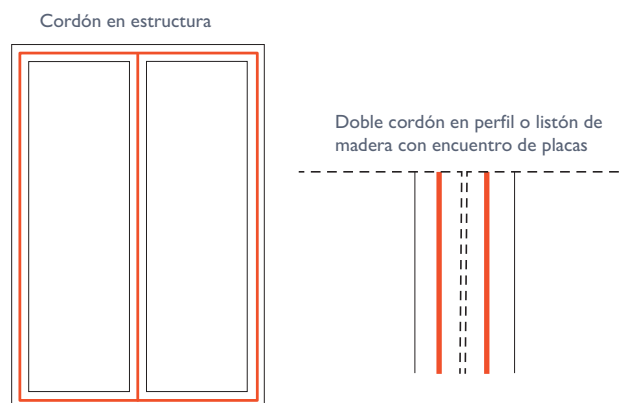 Cordón en estructura
Doble cordón en perfil o listón de
madera con encuentro de placas